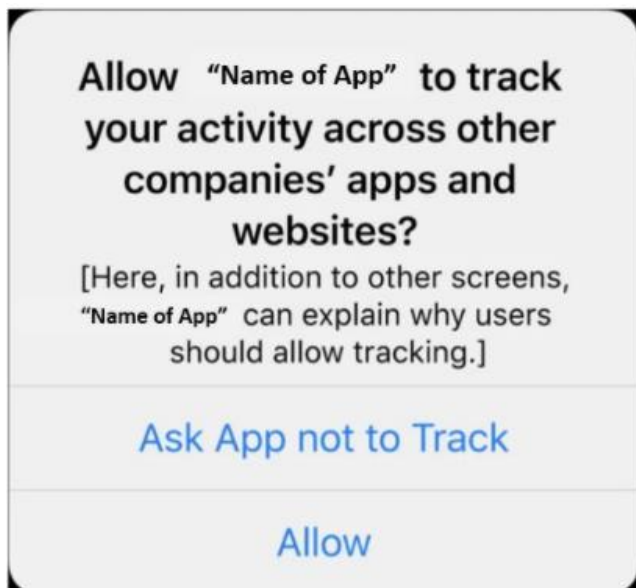 Allow “Name of App” to track
your activity across other
companies’ apps and
websites?
[Here, in addition to other screens,
“Name of App” can explain why users
should allow tracking.]
Ask App not to Track
Allow